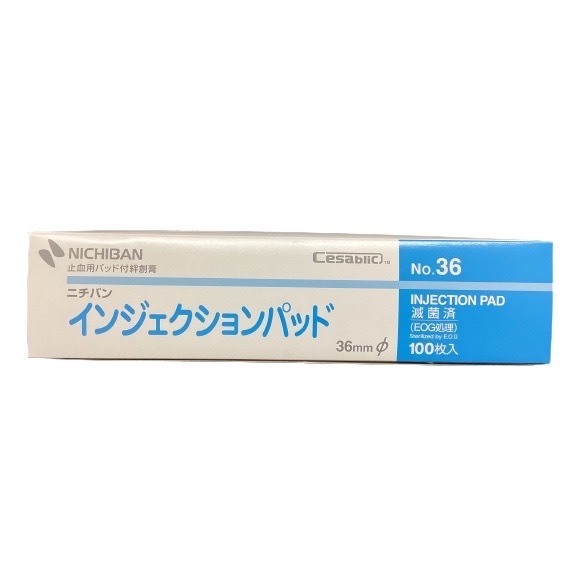 NICHIBAN
止血用パッド付絆創膏
ニチバン
インジェクションパッド
36mm φ
Cesablic™
No.36
INJECTION PAD
滅菌済
(EOG処理)
Sterilized by E.O.G
100枚入